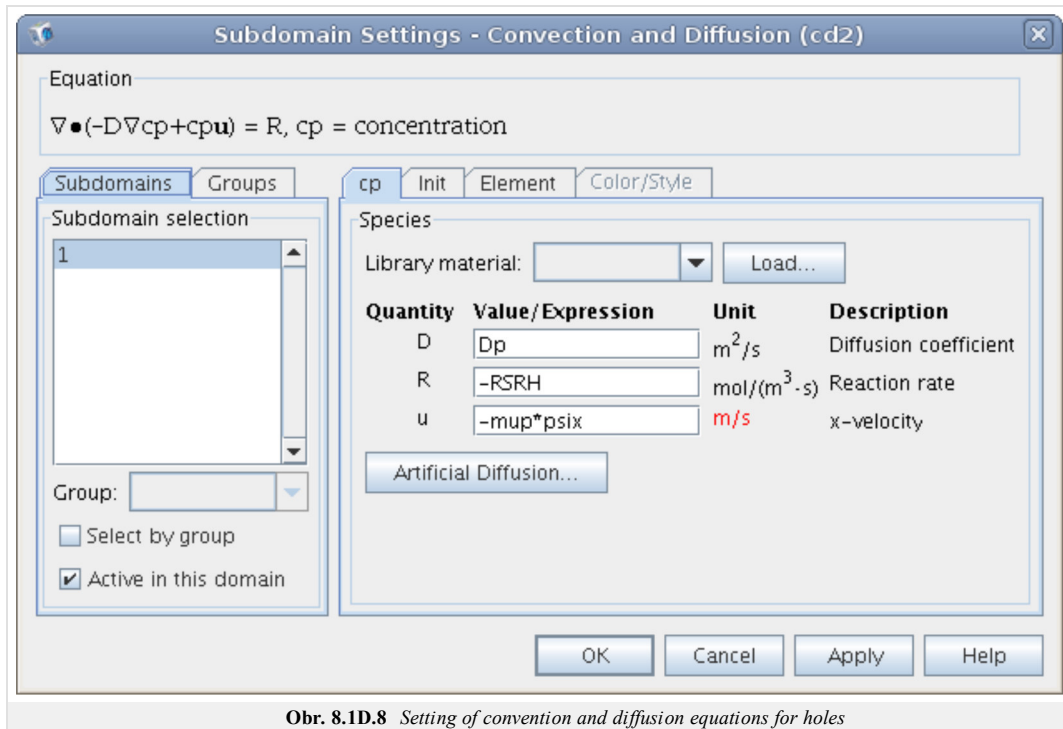 Subdomain Settings - Convection and Diffusion (cd2)
Equation
∇●(-D∇cp+cpu) = R, cp = concentration
Subdomains Groups
cp Init Element Color/Style
Subdomain selection
1
Group:
Select by group
Active in this domain
Species
Library material: Load...
Quantity Value/Expression Unit Description
D Dp m²/s Diffusion coefficient
R -RSRH mol/(m³·s) Reaction rate
u -mup*psix m/s x-velocity
Artificial Diffusion...
OK Cancel Apply Help
Obr. 8.1D.8 Setting of convention and diffusion equations for holes